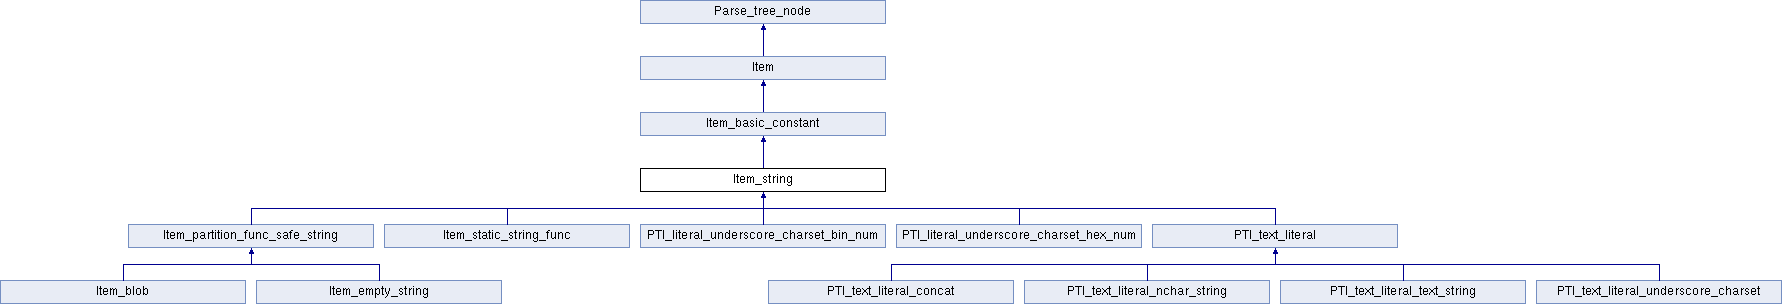 Parse_tree_node
Item
Item_basic_constant
Item_string
Item_partition_func_safe_string
Item_static_string_func
PTI_literal_underscore_charset_bin_num
PTI_literal_underscore_charset_hex_num
PTI_text_literal
Item_blob
Item_empty_string
PTI_text_literal_concat
PTI_text_literal_nchar_string
PTI_text_literal_text_string
PTI_text_literal_underscore_charset